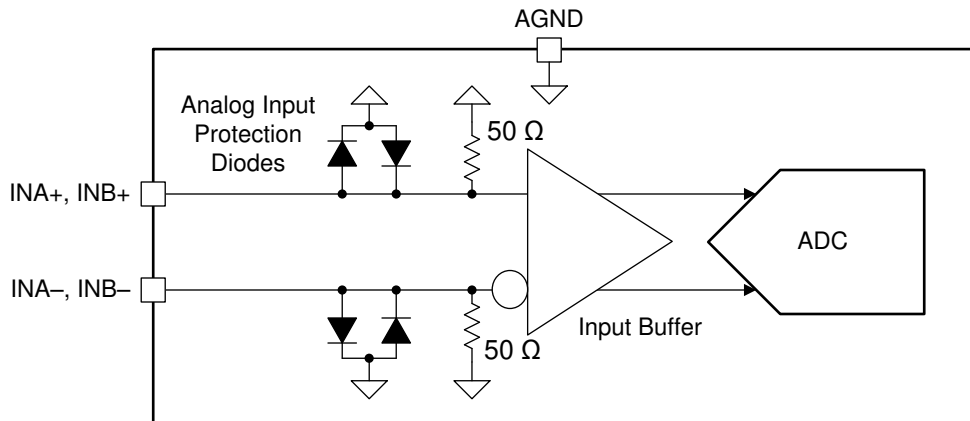 AGND
Analog Input
Protection
Diodes
50 Ω
INA+, INB+
ADC
INA–, INB–
Input Buffer
50 Ω